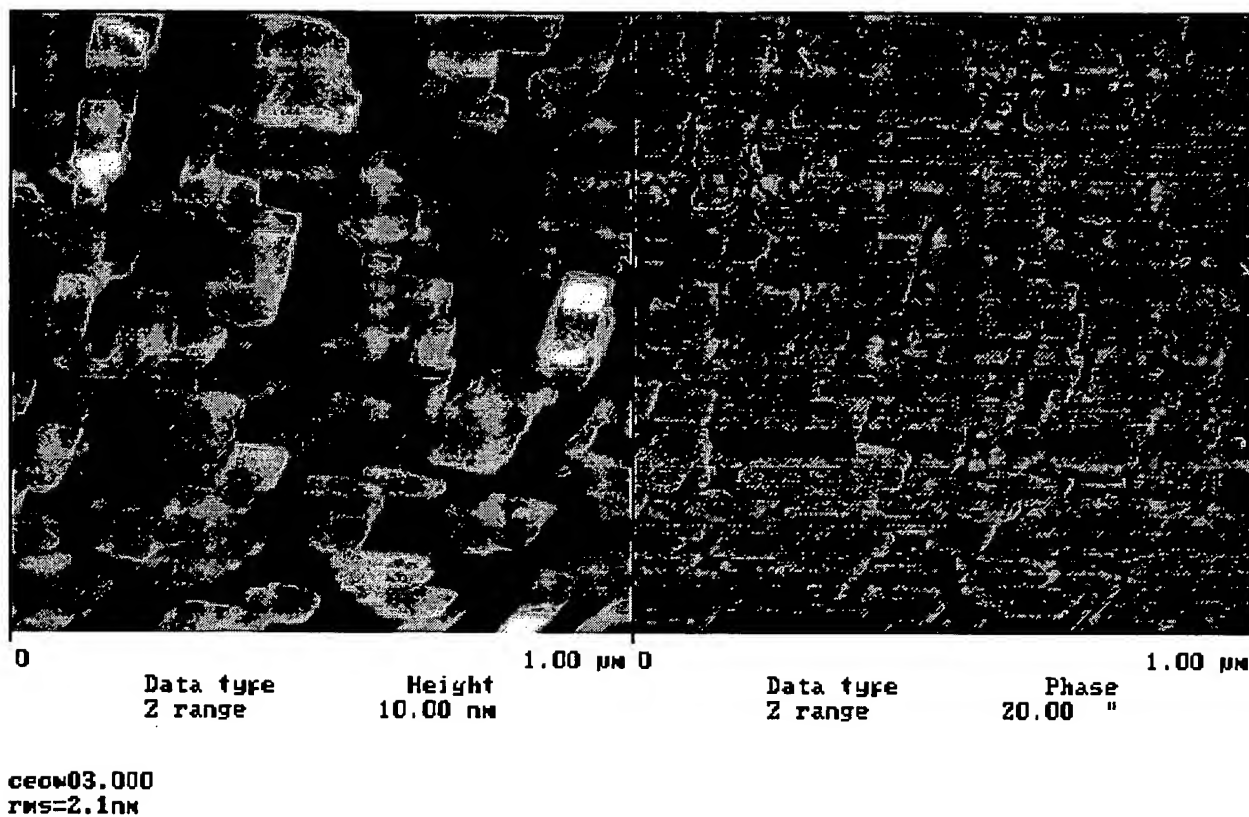 0 1.00 µm 0 1.00 µm
Data type Height Data type Phase
Z range 10.00 nm Z range 20.00 "
ceom03.000
rms=2.1nm